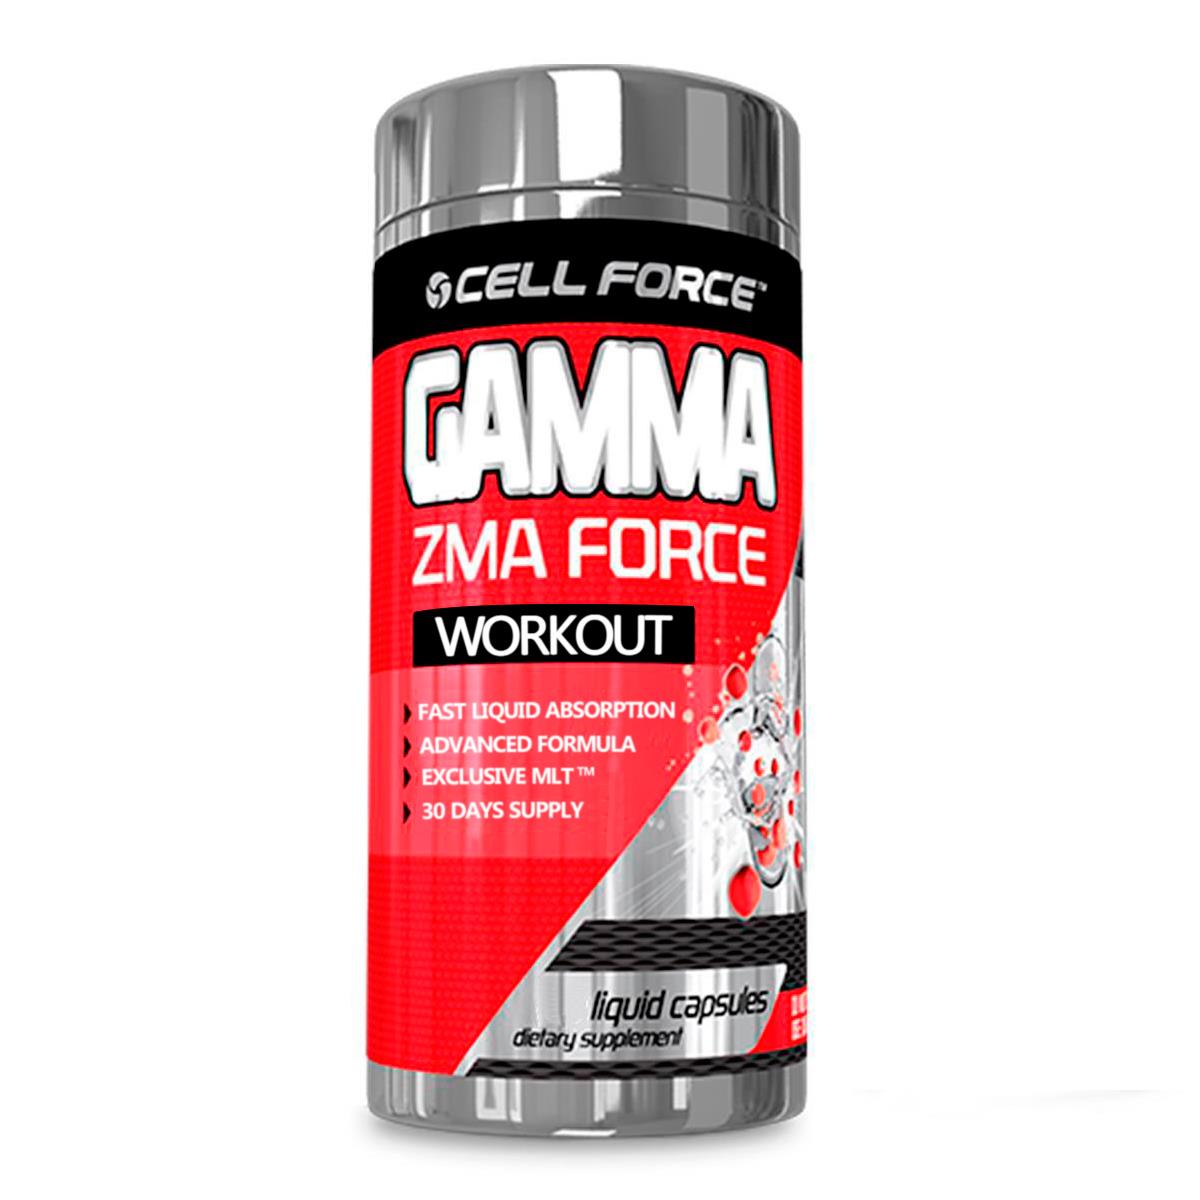 CELL FORCE™
GAMMA
ZMA FORCE
WORKOUT
FAST LIQUID ABSORPTION
ADVANCED FORMULA
EXCLUSIVE MLT™
30 DAYS SUPPLY
liquid capsules
dietary supplement